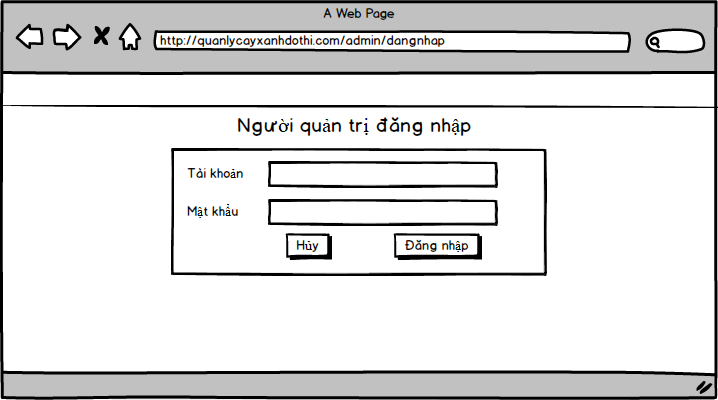 A Web Page
http://quanlycayxanhdothi.com/admin/dangnhap
Người quản trị đăng nhập
Tài khoản
Mật khẩu
Hủy
Đăng nhập